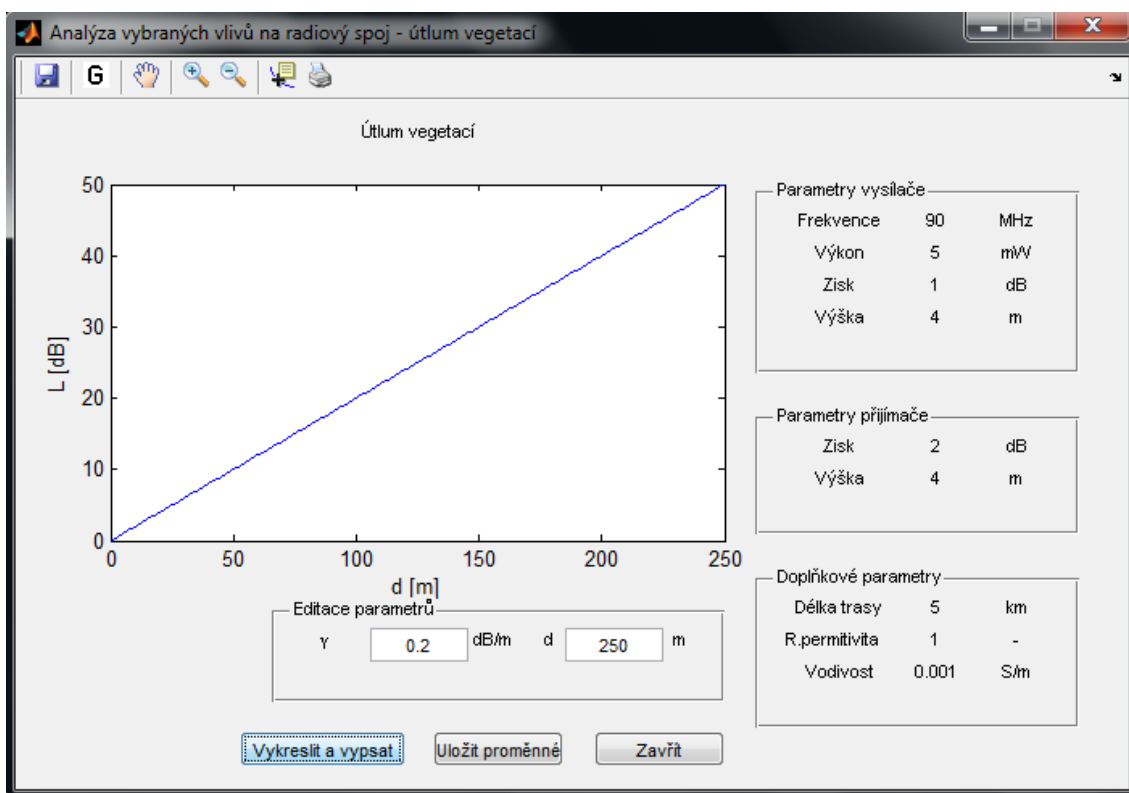 Analýza vybraných vlivů na radiový spoj - útlum vegetací
G
Útlum vegetací
50
40
30
20
10
0
L [dB]
0 50 100 150 200 250
d [m]
Editace parametrů
γ 0.2 dB/m d 250 m
Vykreslit a vypsat Uložit proměnné Zavřít
Parametry vysílače
Frekvence 90 MHz
Výkon 5 mW
Zisk 1 dB
Výška 4 m
Parametry přijímače
Zisk 2 dB
Výška 4 m
Doplňkové parametry
Délka trasy 5 km
R.permitivita 1 -
Vodivost 0.001 S/m